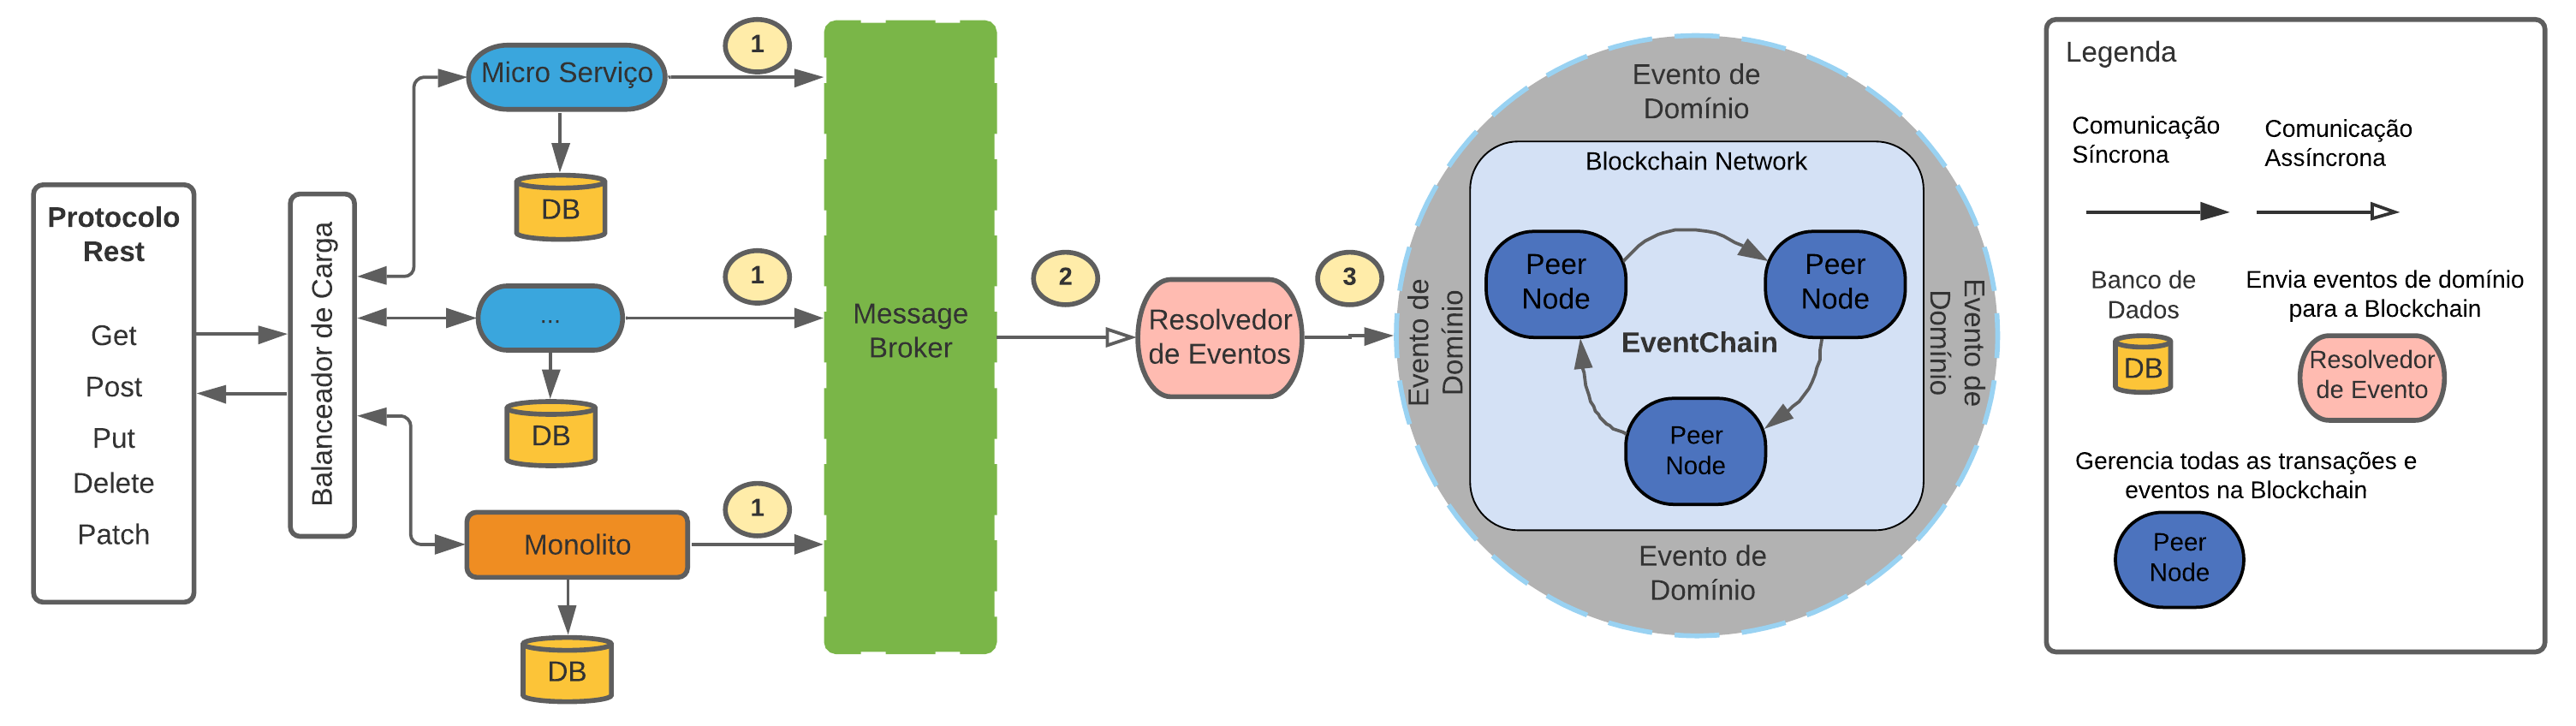 Protocolo
Rest
Get
Post
Put
Delete
Patch
Balanceador de Carga
Micro Serviço
DB
...
DB
Monolito
DB
1
1
1
Message
Broker
2
Resolvedor
de Eventos
3
Evento de
Domínio
Evento de
Domínio
Blockchain Network
Peer
Node
Peer
Node
EventChain
Peer
Node
Evento de
Domínio
Evento de
Domínio
Legenda
Comunicação
Síncrona
Comunicação
Assíncrona
Banco de
Dados
DB
Envia eventos de domínio
para a Blockchain
Resolvedor
de Evento
Gerencia todas as transações e
eventos na Blockchain
Peer
Node